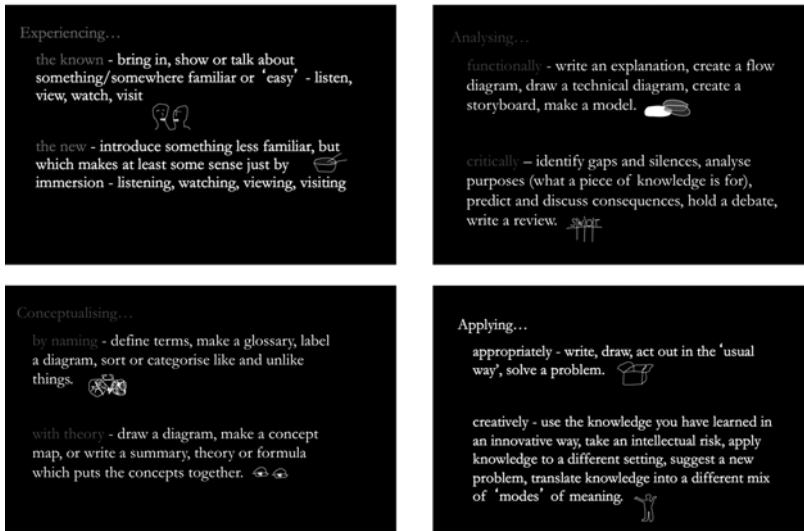 Experiencing...
the known - bring in, show or talk about
something/somewhere familiar or ‘easy’ - listen,
view, watch, visit
the new - introduce something less familiar, but
which makes at least some sense just by
immersion - listening, watching, viewing, visiting
Analysing...
functionally - write an explanation, create a flow
diagram, draw a technical diagram, create a
storyboard, make a model.
critically – identify gaps and silences, analyse
purposes (what a piece of knowledge is for),
predict and discuss consequences, hold a debate,
write a review.
Conceptualising...
by naming - define terms, make a glossary, label
a diagram, sort or categorise like and unlike
things.
with theory - draw a diagram, make a concept
map, or write a summary, theory or formula
which puts the concepts together.
Applying...
appropriately - write, draw, act out in the ‘usual
way’, solve a problem.
creatively - use the knowledge you have learned in
an innovative way, take an intellectual risk, apply
knowledge to a different setting, suggest a new
problem, translate knowledge into a different mix
of ‘modes’ of meaning.